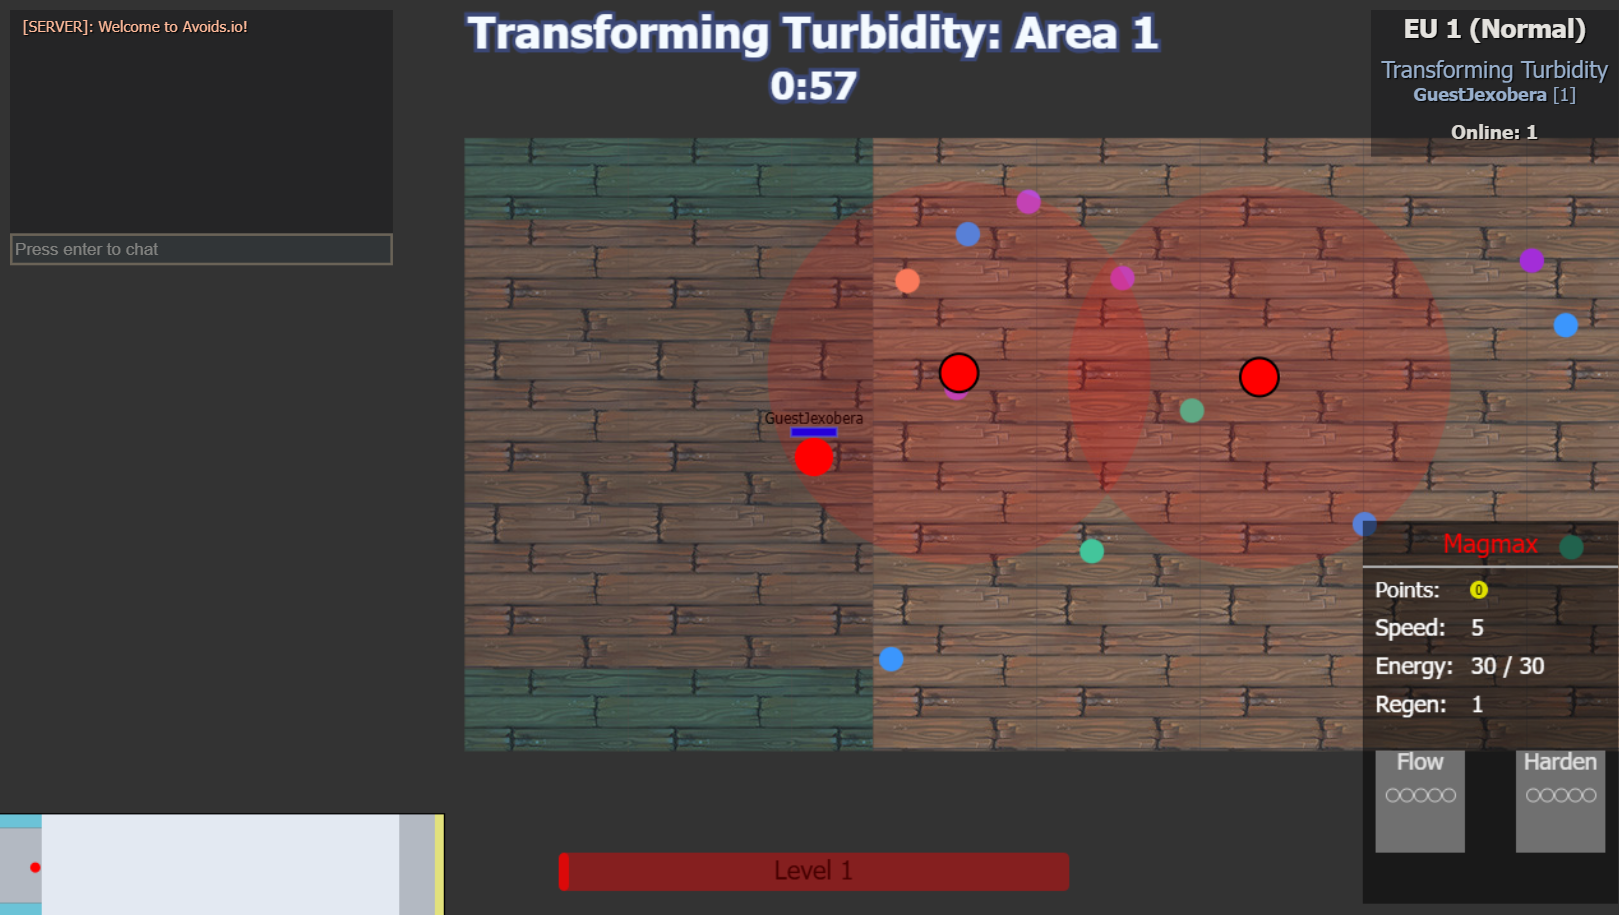 [SERVER]: Welcome to Avoids.io!
Press enter to chat
Transforming Turbidity: Area 1
0:57
EU 1 (Normal)
Transforming Turbidity
GuestJexobera [1]
Online: 1
GuestJexobera
Magmax
Points: 0
Speed: 5
Energy: 30 / 30
Regen: 1
Flow
Harden
Level 1